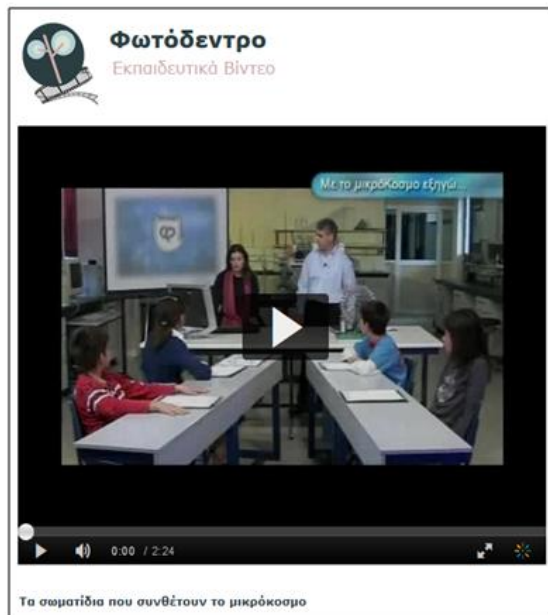 Φωτόδεντρο
Εκπαιδευτικά Βίντεο
Με το μικρόΚοσμο εξηγώ...
φ
0:00 / 2:24
Τα σωματίδια που συνθέτουν το μικρόκοσμο